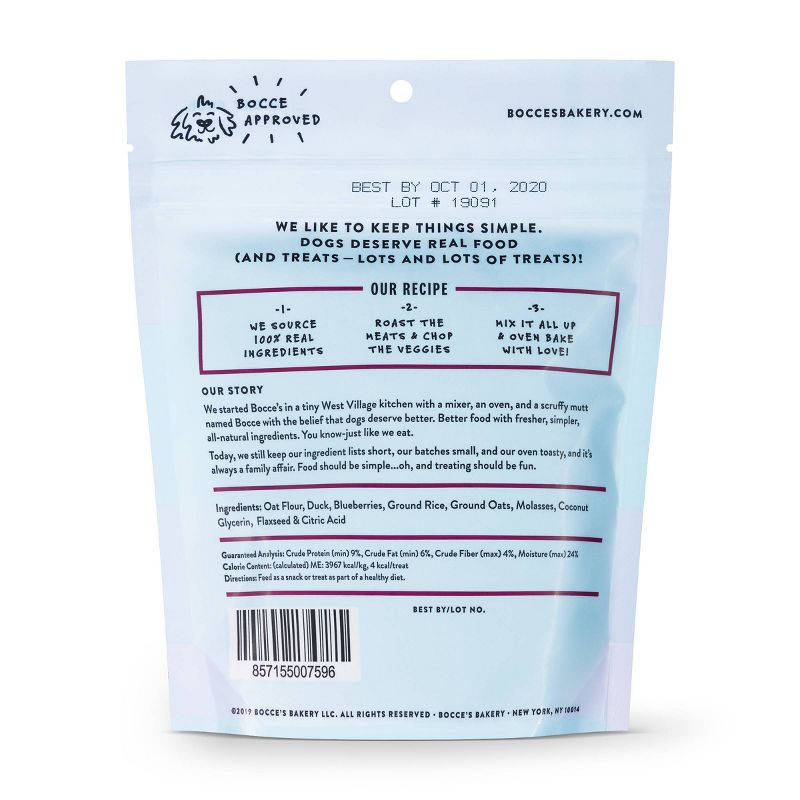 BOCCE
APPROVED
BOCCESBAKERY.COM
BEST BY OCT 01, 2020
LOT # 19091
WE LIKE TO KEEP THINGS SIMPLE.
DOGS DESERVE REAL FOOD
(AND TREATS — LOTS AND LOTS OF TREATS)!
OUR RECIPE
-1-
WE SOURCE
100% REAL
INGREDIENTS
-2-
ROAST THE
MEATS & CHOP
THE VEGGIES
-3-
MIX IT ALL UP
& OVEN BAKE
WITH LOVE!
OUR STORY
We started Bocce's in a tiny West Village kitchen with a mixer, an oven, and a scruffy mutt
named Bocce with the belief that dogs deserve better. Better food with fresher, simpler,
all-natural ingredients. You know-just like we eat.
Today, we still keep our ingredient lists short, our batches small, and our oven toasty, and it's
always a family affair. Food should be simple...oh, and treating should be fun.
Ingredients: Oat Flour, Duck, Blueberries, Ground Rice, Ground Oats, Molasses, Coconut
Glycerin, Flaxseed & Citric Acid
Guaranteed Analysis: Crude Protein (min) 9%, Crude Fat (min) 6%, Crude Fiber (max) 4%, Moisture (max) 24%
Calorie Content: (calculated) ME: 3967 kcal/kg, 4 kcal/treat
Directions: Feed as a snack or treat as part of a healthy diet.
BEST BY/LOT NO.
857155007596
©2019 BOCCE'S BAKERY LLC. ALL RIGHTS RESERVED • BOCCE'S BAKERY • NEW YORK, NY 10014